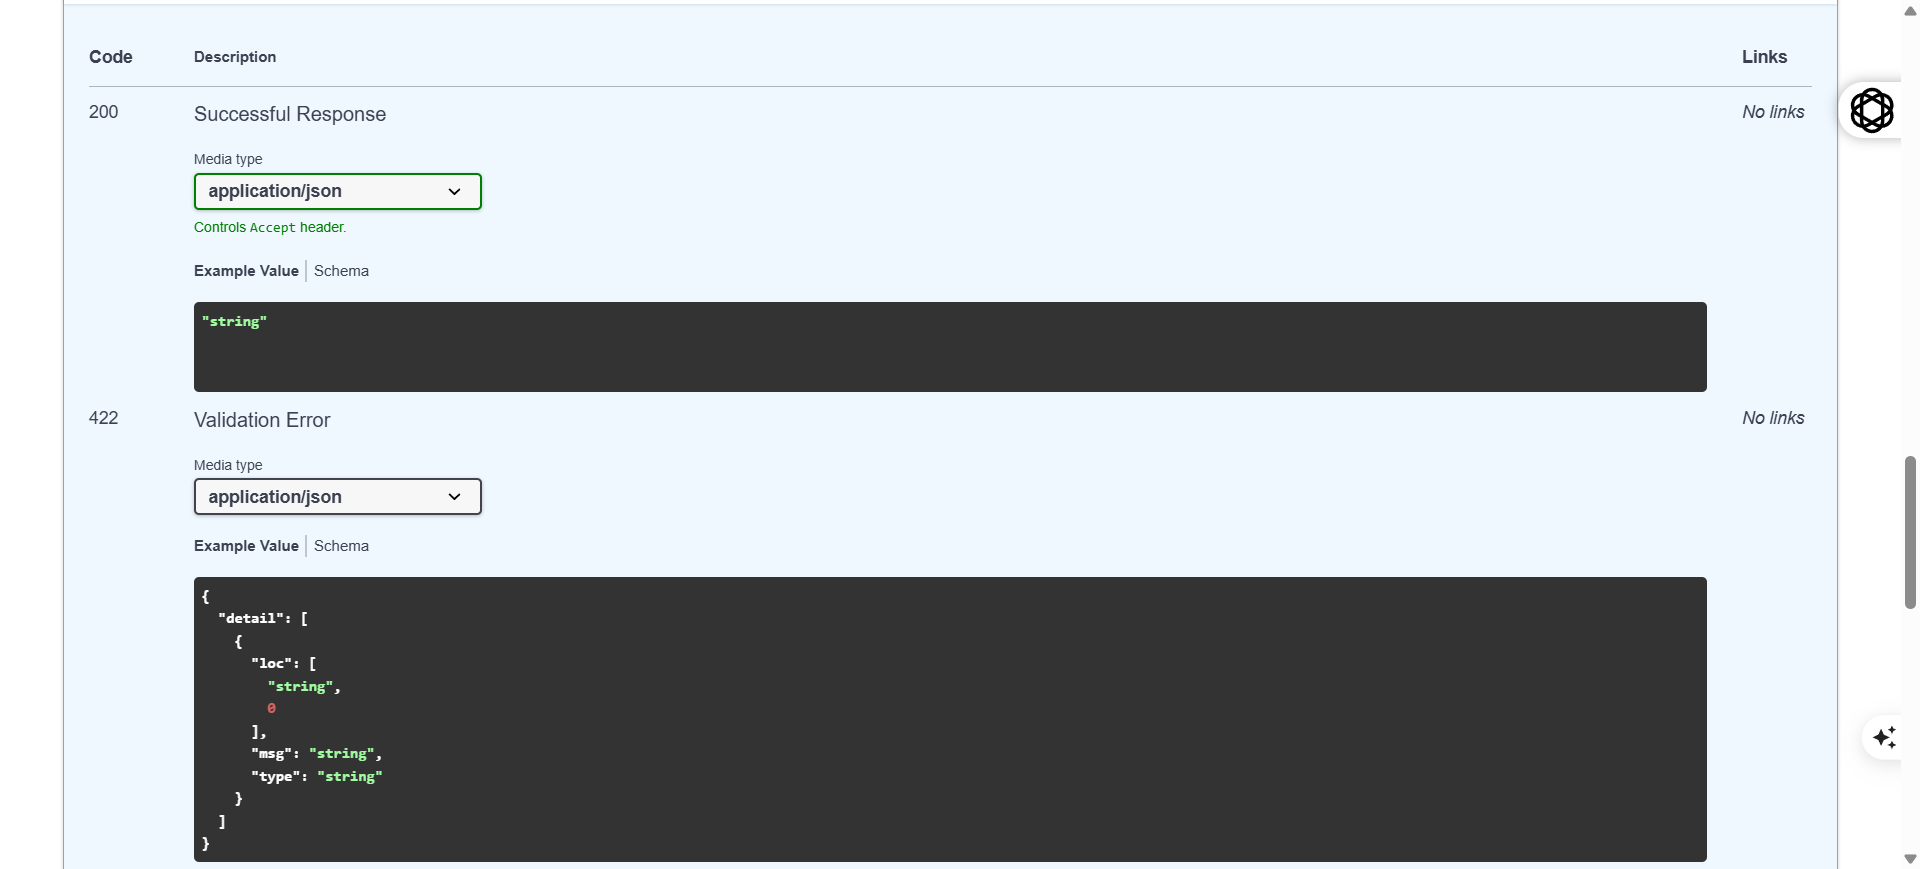 Code Description Links
200 Successful Response No links
Media type
application/json
Controls Accept header.
Example Value Schema
"string"
422 Validation Error No links
Media type
application/json
Example Value Schema
{
  "detail": [
    {
      "loc": [
        "string",
        0
      ],
      "msg": "string",
      "type": "string"
    }
  ]
}